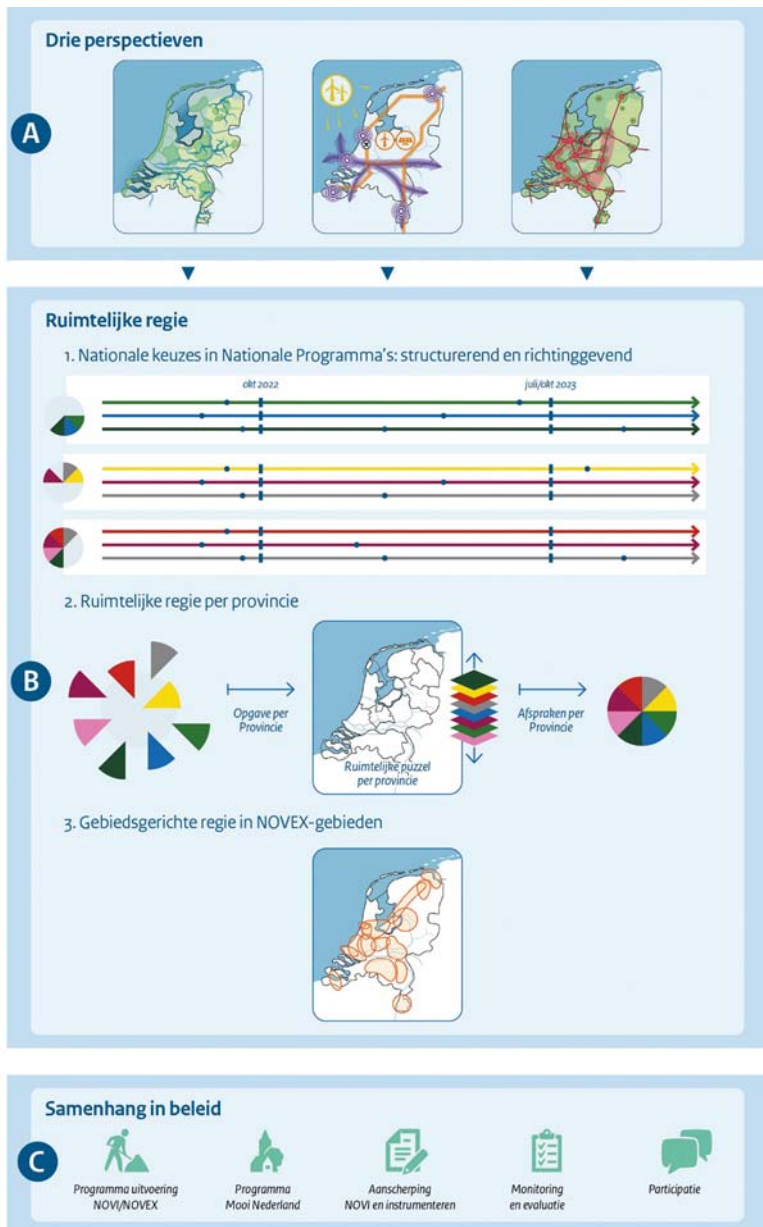 Drie perspectieven
A
Ruimtelijke regie
1. Nationale keuzes in Nationale Programma's: structurerend en richtinggevend
okt 2022
juli/okt 2023
2. Ruimtelijke regie per provincie
B
Opgave per
Provincie
Ruimtelijke puzzel
per provincie
Afspraken per
Provincie
3. Gebiedsgerichte regie in NOVEX-gebieden
Samenhang in beleid
C
Programma uitvoering
NOVI/NOVEX
Programma
Mooi Nederland
Aanscherping
NOVI en instrumenteren
Monitoring
en evaluatie
Participatie